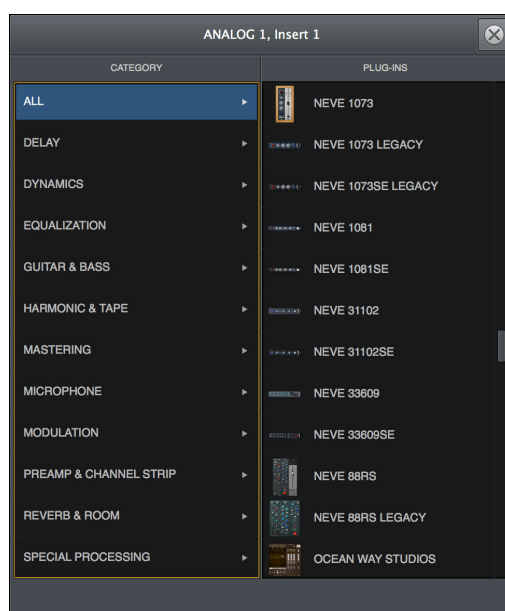 ANALOG 1, Insert 1
CATEGORY
PLUG-INS
ALL
DELAY
DYNAMICS
EQUALIZATION
GUITAR & BASS
HARMONIC & TAPE
MASTERING
MICROPHONE
MODULATION
PREAMP & CHANNEL STRIP
REVERB & ROOM
SPECIAL PROCESSING
NEVE 1073
NEVE 1073 LEGACY
NEVE 1073SE LEGACY
NEVE 1081
NEVE 1081SE
NEVE 31102
NEVE 31102SE
NEVE 33609
NEVE 33609SE
NEVE 88RS
NEVE 88RS LEGACY
OCEAN WAY STUDIOS